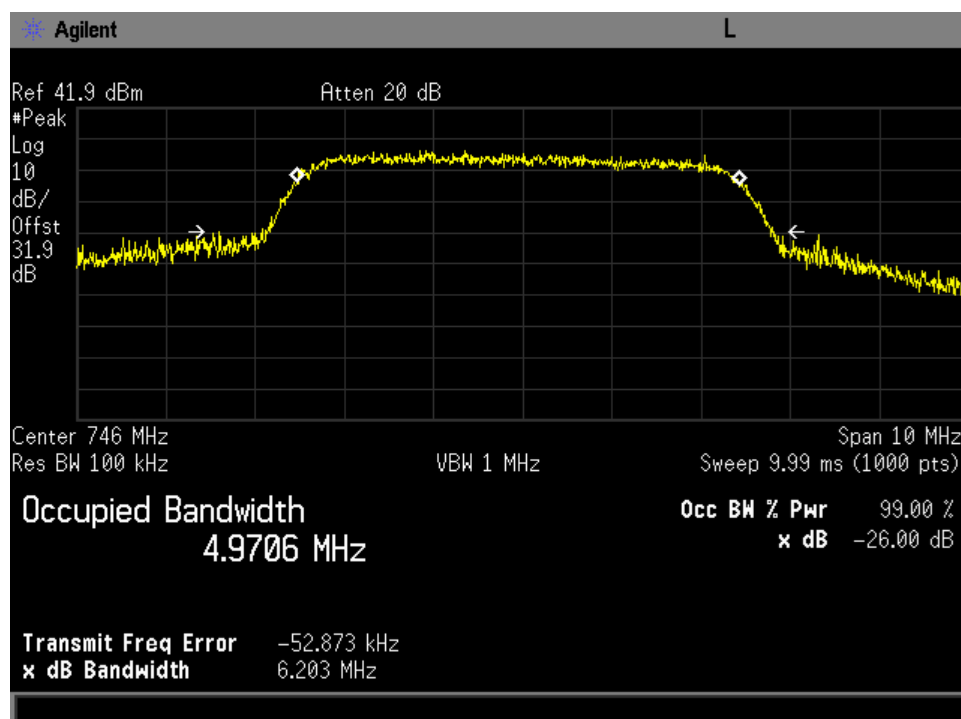 Agilent L
Ref 41.9 dBm Atten 20 dB
#Peak
Log
10
dB/
Offst
31.9
dB
Center 746 MHz Span 10 MHz
Res BW 100 kHz VBW 1 MHz Sweep 9.99 ms (1000 pts)
Occupied Bandwidth Occ BW % Pwr 99.00 %
4.9706 MHz x dB -26.00 dB
Transmit Freq Error -52.873 kHz
x dB Bandwidth 6.203 MHz